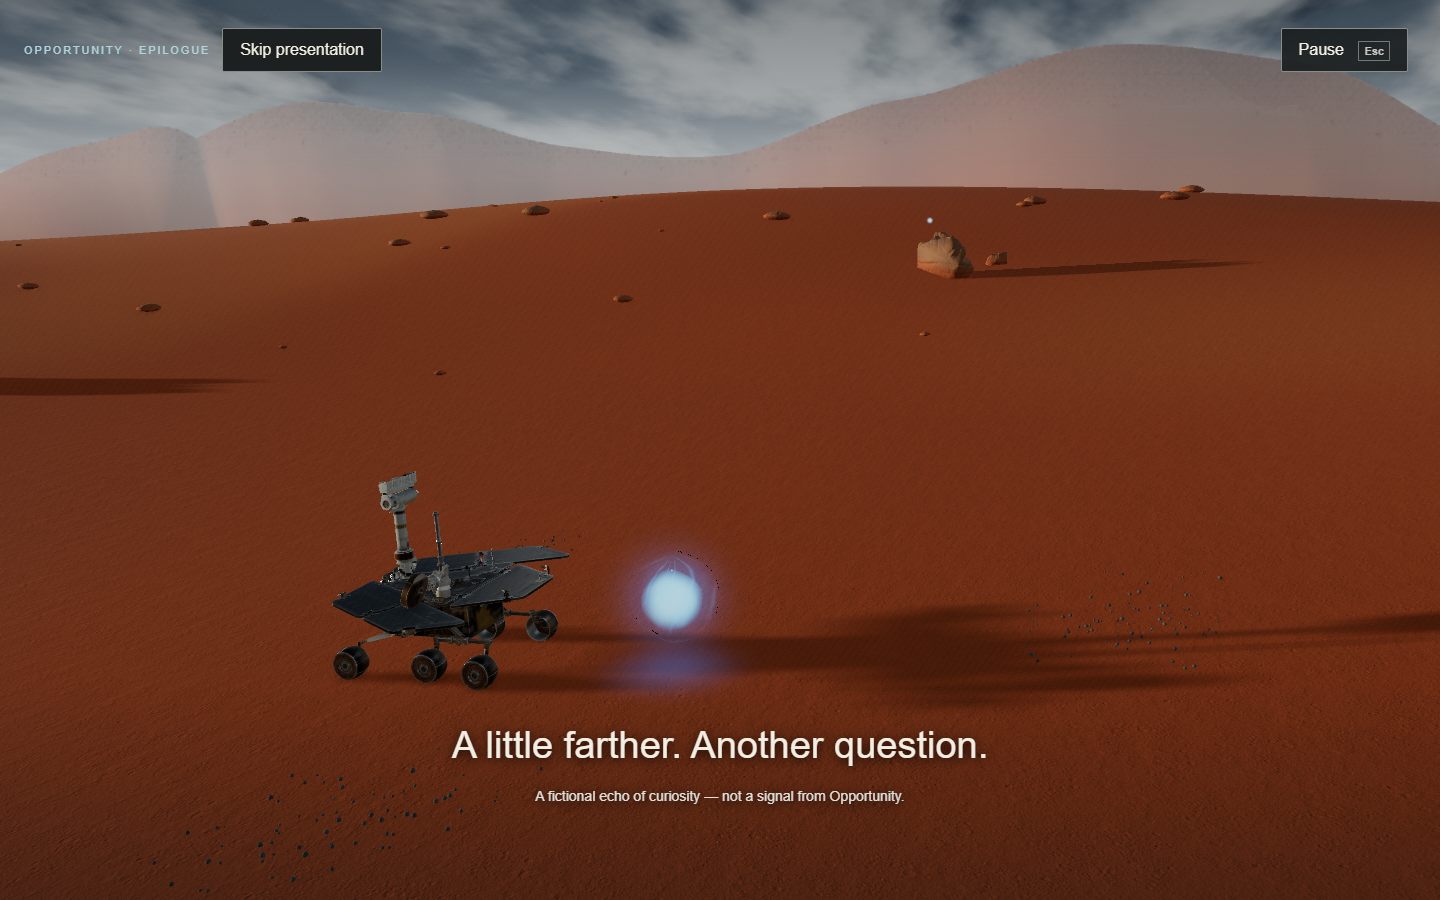 OPPORTUNITY · EPILOGUE
Skip presentation
Pause Esc
A little farther. Another question.
A fictional echo of curiosity — not a signal from Opportunity.